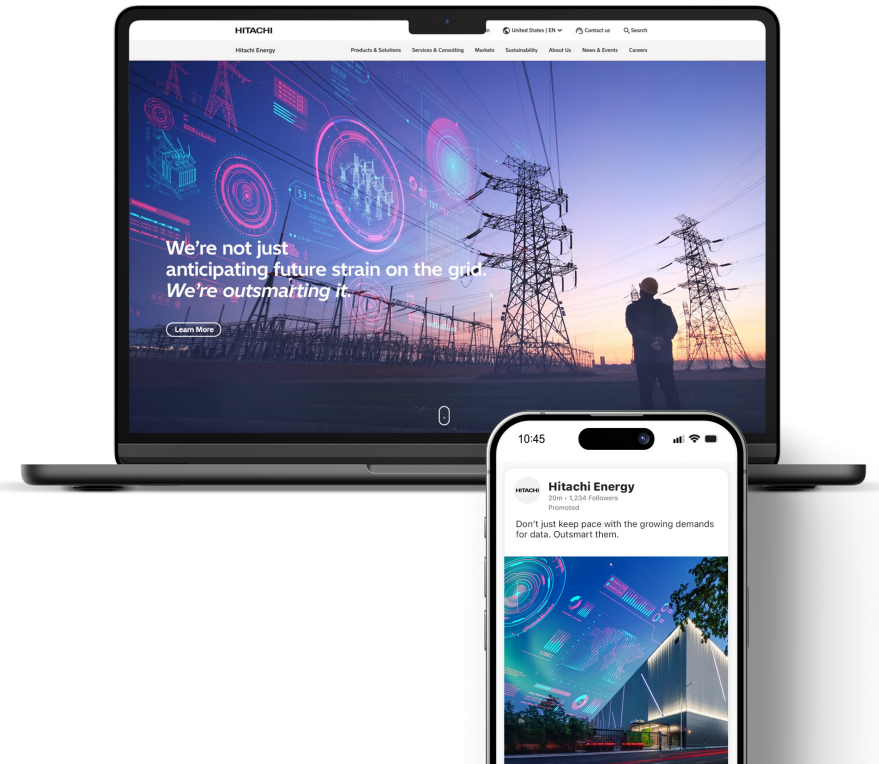 HITACHI
United States | EN
Contact us
Search
Hitachi Energy
Products & Solutions
Services & Consulting
Markets
Sustainability
About Us
News & Events
Careers
53
We're not just
anticipating future strain on the grid.
We're outsmarting it.
Learn More
10:45
HITACHI
Hitachi Energy
20m • 1,234 Followers
Promoted
Don't just keep pace with the growing demands
for data. Outsmart them.